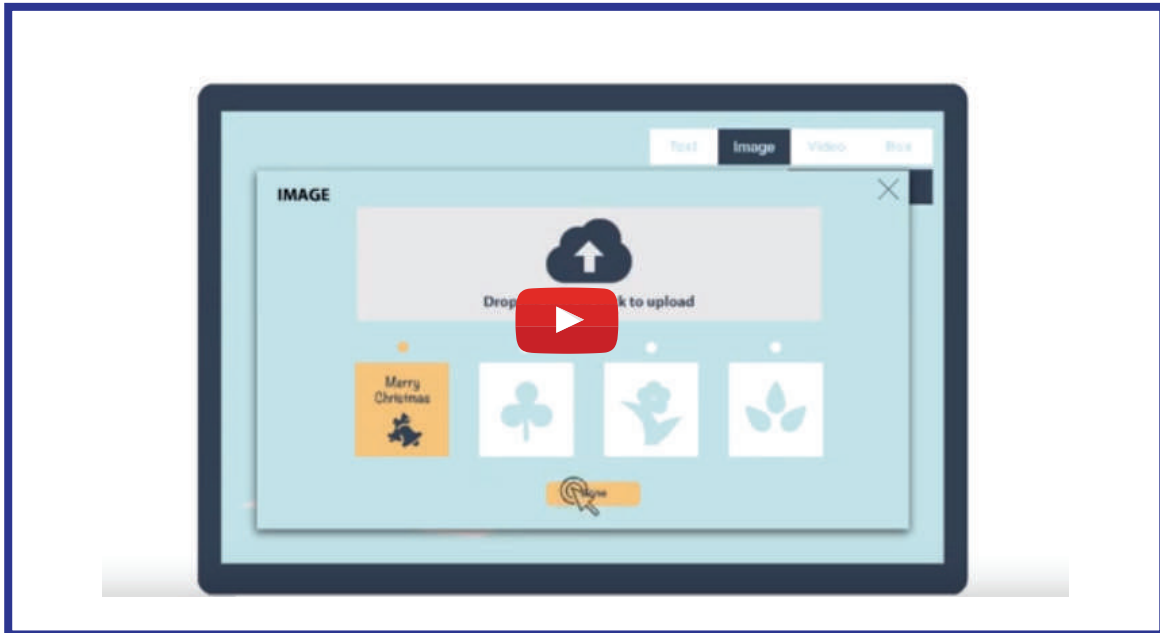 Text Image Video Box
IMAGE
Drop k to upload
Merry
Christmas